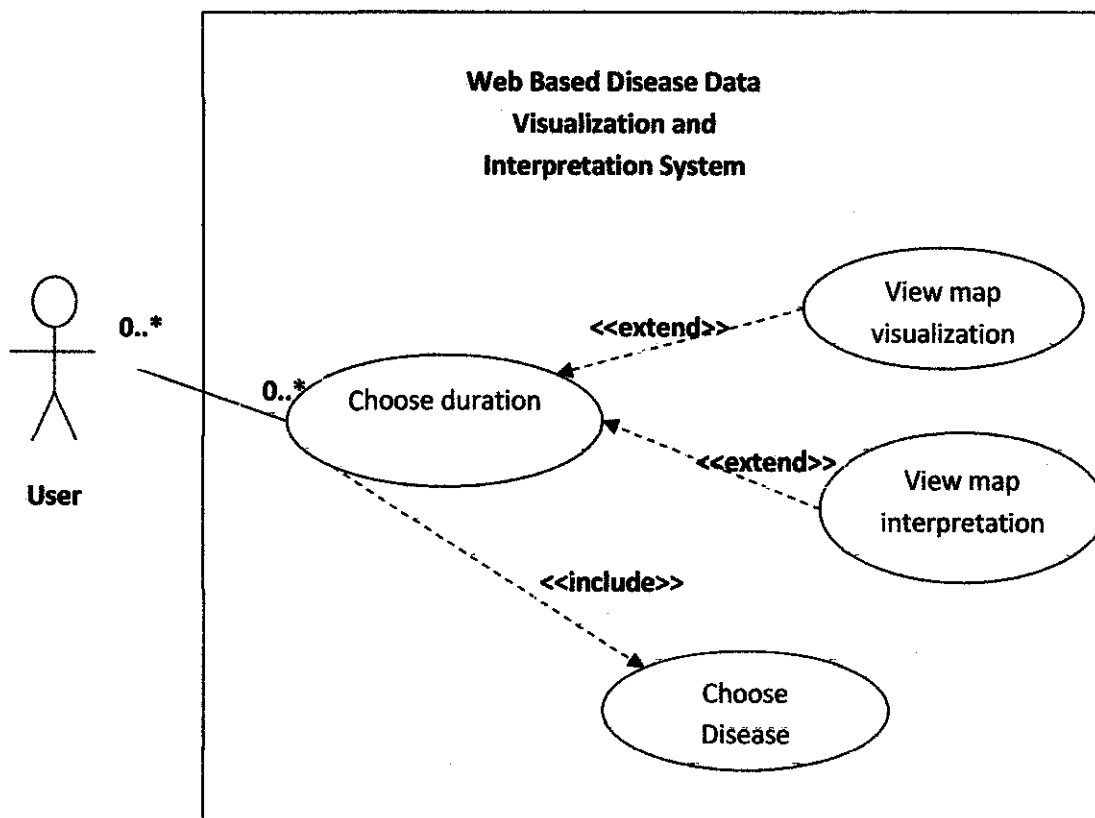 Web Based Disease Data
Visualization and
Interpretation System
View map
visualization
0..*
<<extend>>
0..*
Choose duration
<<extend>>
View map
interpretation
User
<<include>>
Choose
Disease